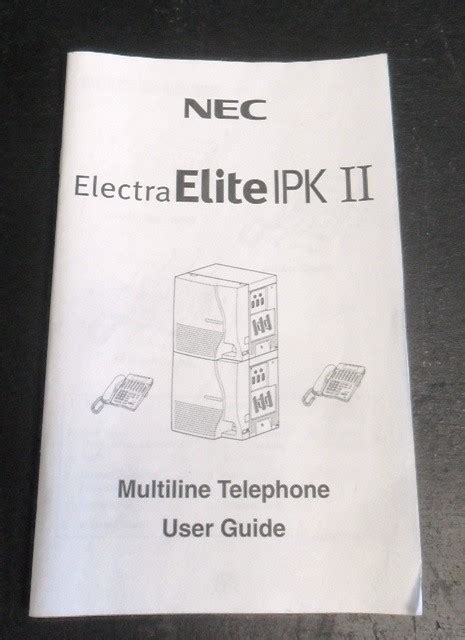 NEC
Electra Elite IPK II
Multiline Telephone
User Guide